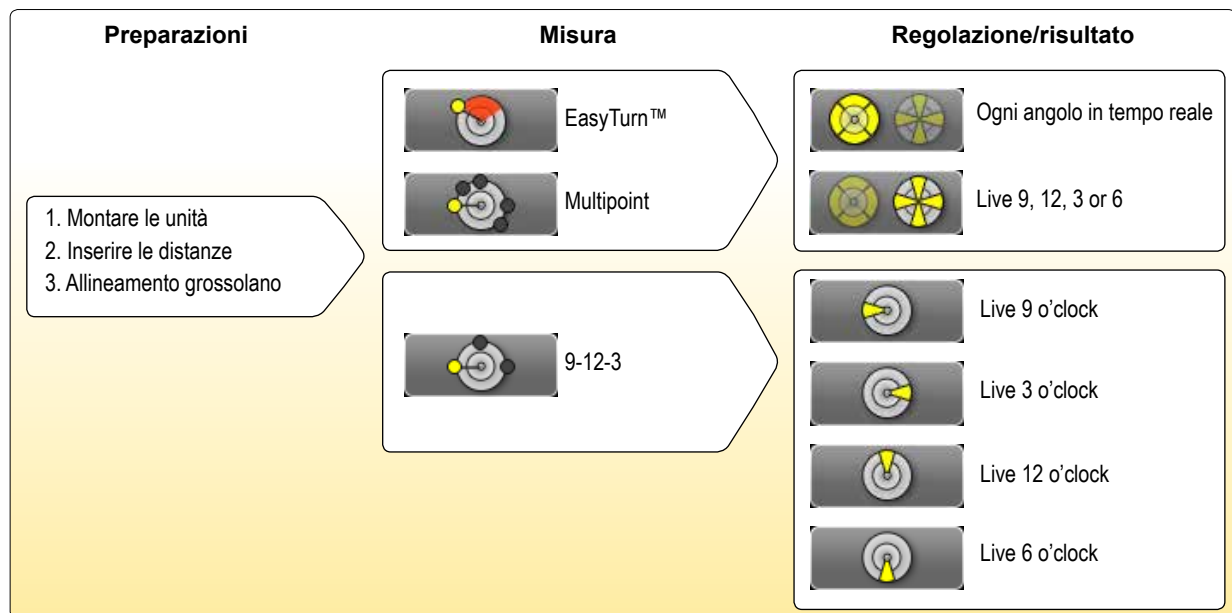 Preparazioni
Misura
Regolazione/risultato
1. Montare le unità
2. Inserire le distanze
3. Allineamento grossolano
EasyTurn™
Multipoint
9-12-3
Ogni angolo in tempo reale
Live 9, 12, 3 or 6
Live 9 o’clock
Live 3 o’clock
Live 12 o’clock
Live 6 o’clock